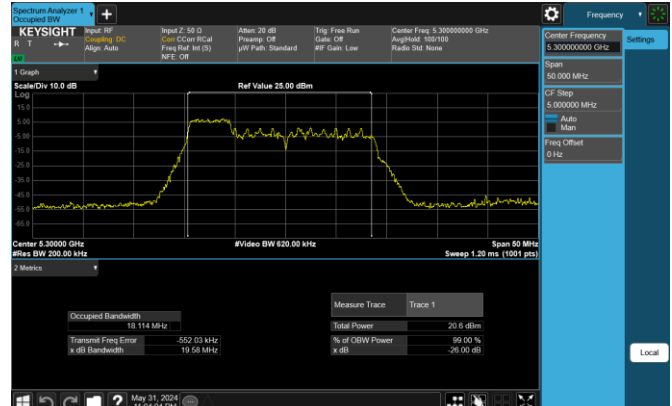 Spectrum Analyzer 1
Occupied BW
+
Frequency
KEYSIGHT
R T
Input: RF
Coupling: DC
Align: Auto
Input Z: 50 Ω
Corr CCorr RCal
Freq Ref: Int (S)
NFE: Off
Atten: 20 dB
Preamp: Off
µW Path: Standard
Trig: Free Run
Gate: Off
#IF Gain: Low
Center Freq: 5.300000000 GHz
Avg|Hold: 100/100
Radio Std: None
Center Frequency
5.300000000 GHz
Settings
Span
50.000 MHz
CF Step
5.000000 MHz
Auto
Man
Freq Offset
0 Hz
Local
1 Graph
Scale/Div 10.0 dB
Ref Value 25.00 dBm
Log
15.0
5.00
-5.00
-15.0
-25.0
-35.0
-45.0
-55.0
-65.0
Center 5.30000 GHz
#Res BW 200.00 kHz
#Video BW 620.00 kHz
Span 50 MHz
Sweep 1.20 ms (1001 pts)
2 Metrics
Measure Trace
Trace 1
Occupied Bandwidth
18.114 MHz
Total Power
20.6 dBm
Transmit Freq Error
-552.03 kHz
% of OBW Power
99.00 %
x dB Bandwidth
19.58 MHz
x dB
-26.00 dB
?
May 31, 2024